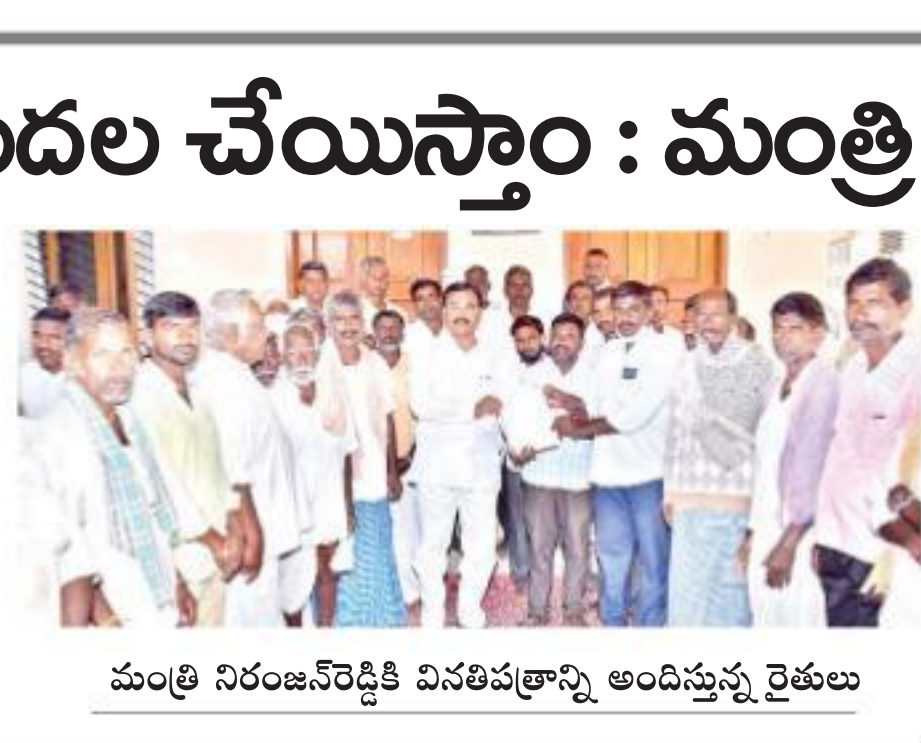 దల చేయిస్తాం : మంత్రి
మంత్రి నిరంజన్‌రెడ్డికి వినతిపత్రాన్ని అందిస్తున్న రైతులు